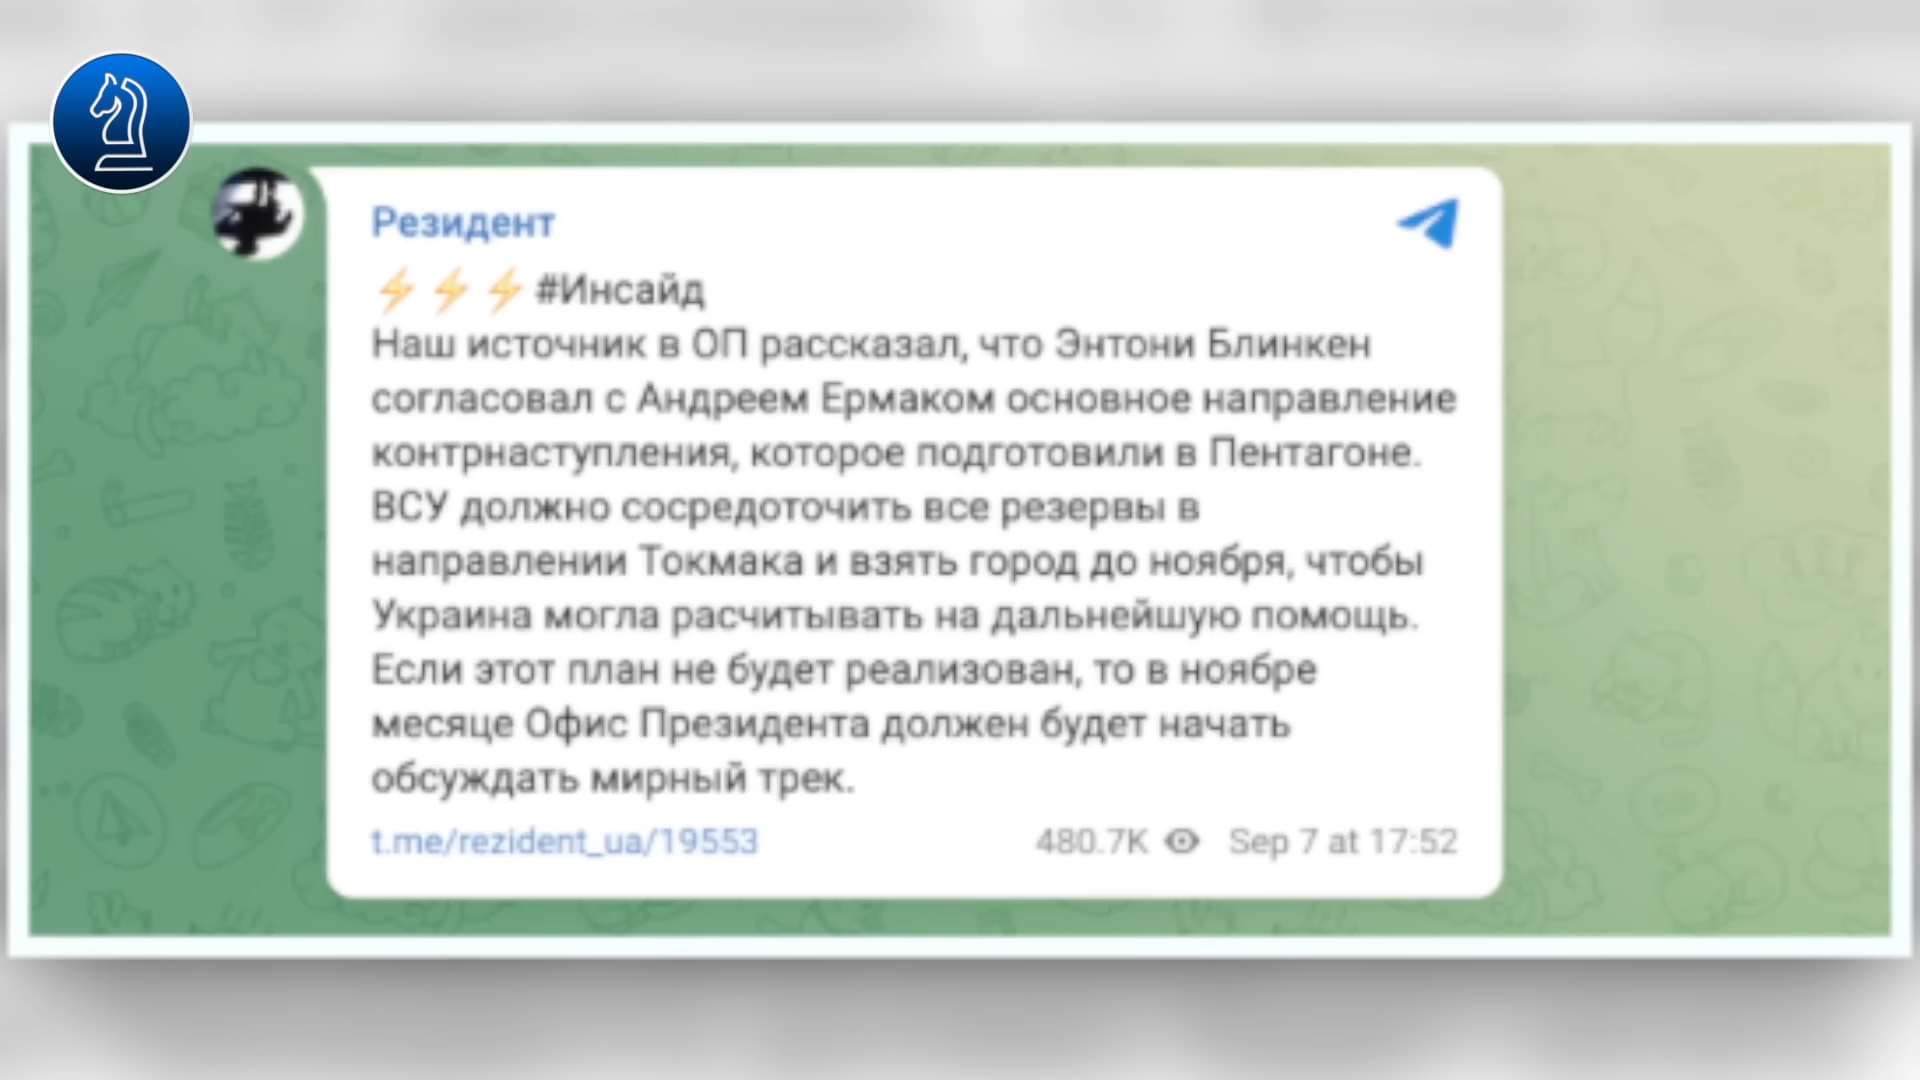 Резидент
⚡⚡⚡ #Инсайд
Наш источник в ОП рассказал, что Энтони Блинкен
согласовал с Андреем Ермаком основное направление
контрнаступления, которое подготовили в Пентагоне.
ВСУ должно сосредоточить все резервы в
направлении Токмака и взять город до ноября, чтобы
Украина могла расчитывать на дальнейшую помощь.
Если этот план не будет реализован, то в ноябре
месяце Офис Президента должен будет начать
обсуждать мирный трек.
t.me/rezident_ua/19553 480.7K Sep 7 at 17:52